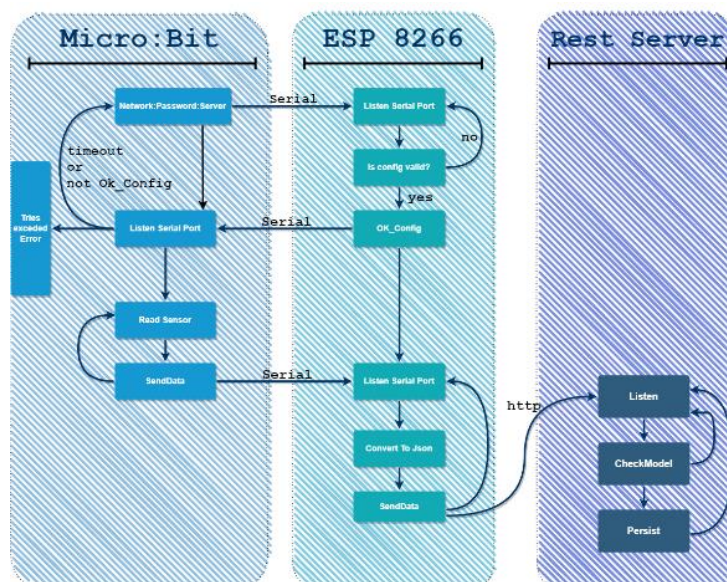 Micro:Bit
ESP 8266
Rest Server
Network:Password:Server
Serial
Listen Serial Port
no
timeout
or
not Ok_Config
Is config valid?
yes
Tries
exceded
Error
Listen Serial Port
Serial
OK_Config
Read Sensor
SendData
Serial
Listen Serial Port
http
Listen
Convert To Json
CheckModel
SendData
Persist